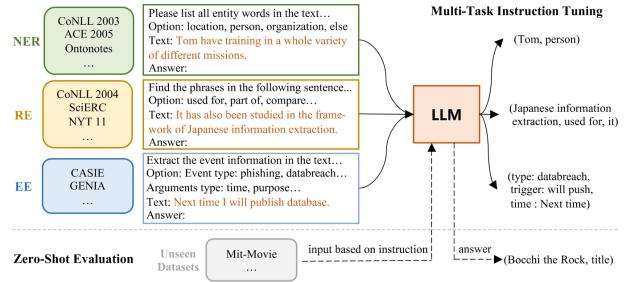 Multi-Task Instruction Tuning
NER
CoNLL 2003
ACE 2005
Ontonotes
…
Please list all entity words in the text…
Option: location, person, organization, else
Text: Tom have training in a whole variety
of different missions.
Answer:
RE
CoNLL 2004
SciERC
NYT 11
…
Find the phrases in the following sentence...
Option: used for, part of, compare…
Text: It has also been studied in the frame-
work of Japanese information extraction.
Answer:
EE
CASIE
GENIA
…
Extract the event information in the text…
Option: Event type: phishing, databreach…
Arguments type: time, purpose…
Text: Next time I will publish database.
Answer:
LLM
(Tom, person)
(Japanese information
extraction, used for, it)
(type: databreach,
trigger: will push,
time : Next time)
Zero-Shot Evaluation
Unseen
Datasets
Mit-Movie
…
input based on instruction
answer
(Bocchi the Rock, title)